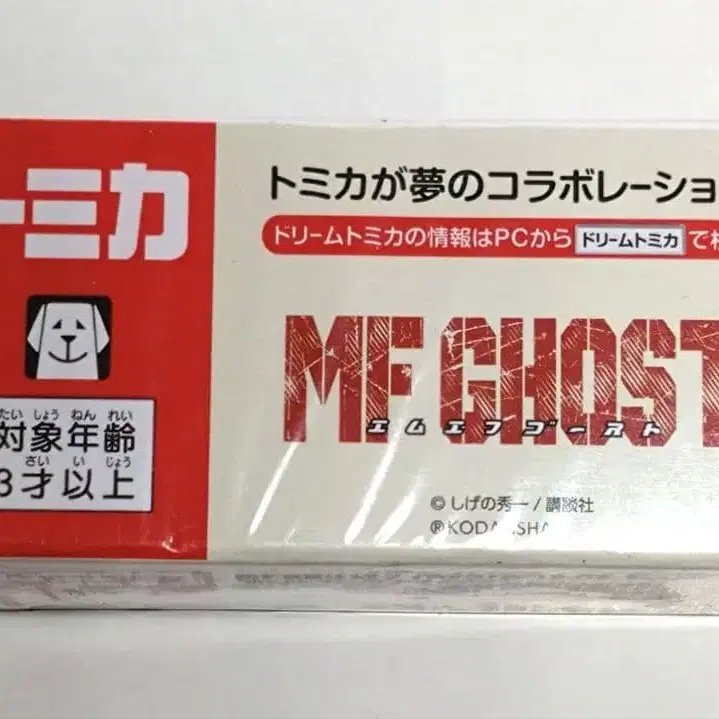 ーミカ
たい しょう ねん れい
対象年齢
さい い じょう
3才以上
トミカが夢のコラボレーショ
ドリームトミカの情報はPCから ドリームトミカ で検
MF GHOST
エムエフゴースト
©しげの秀一/講談社
®KODANSHA